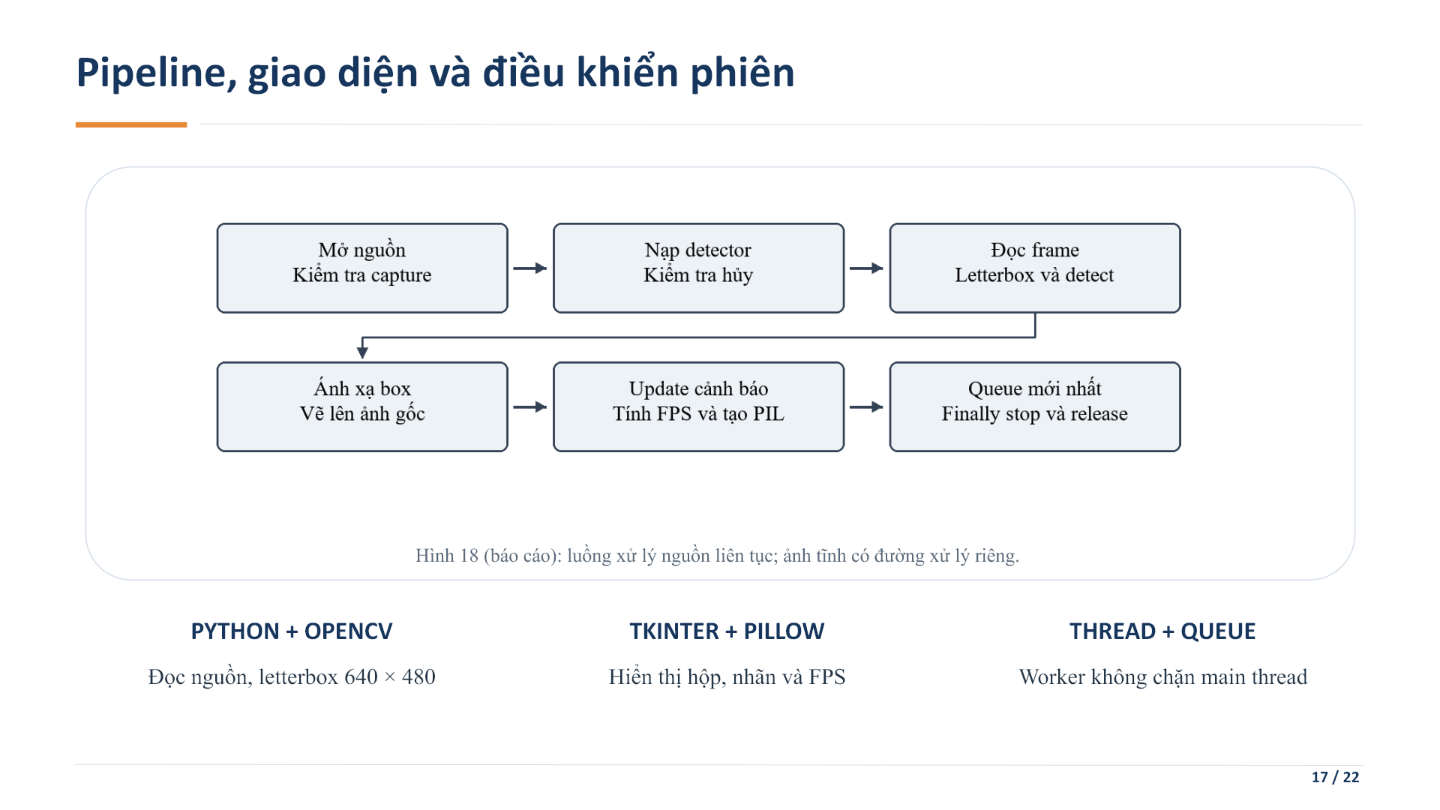 Pipeline, giao diện và điều khiển phiên
Mở nguồn
Kiểm tra capture
Nạp detector
Kiểm tra hủy
Đọc frame
Letterbox và detect
Ánh xạ box
Vẽ lên ảnh gốc
Update cảnh báo
Tính FPS và tạo PIL
Queue mới nhất
Finally stop và release
Hình 18 (báo cáo): luồng xử lý nguồn liên tục; ảnh tĩnh có đường xử lý riêng.
PYTHON + OPENCV
Đọc nguồn, letterbox 640 × 480
TKINTER + PILLOW
Hiển thị hộp, nhãn và FPS
THREAD + QUEUE
Worker không chặn main thread
17 / 22